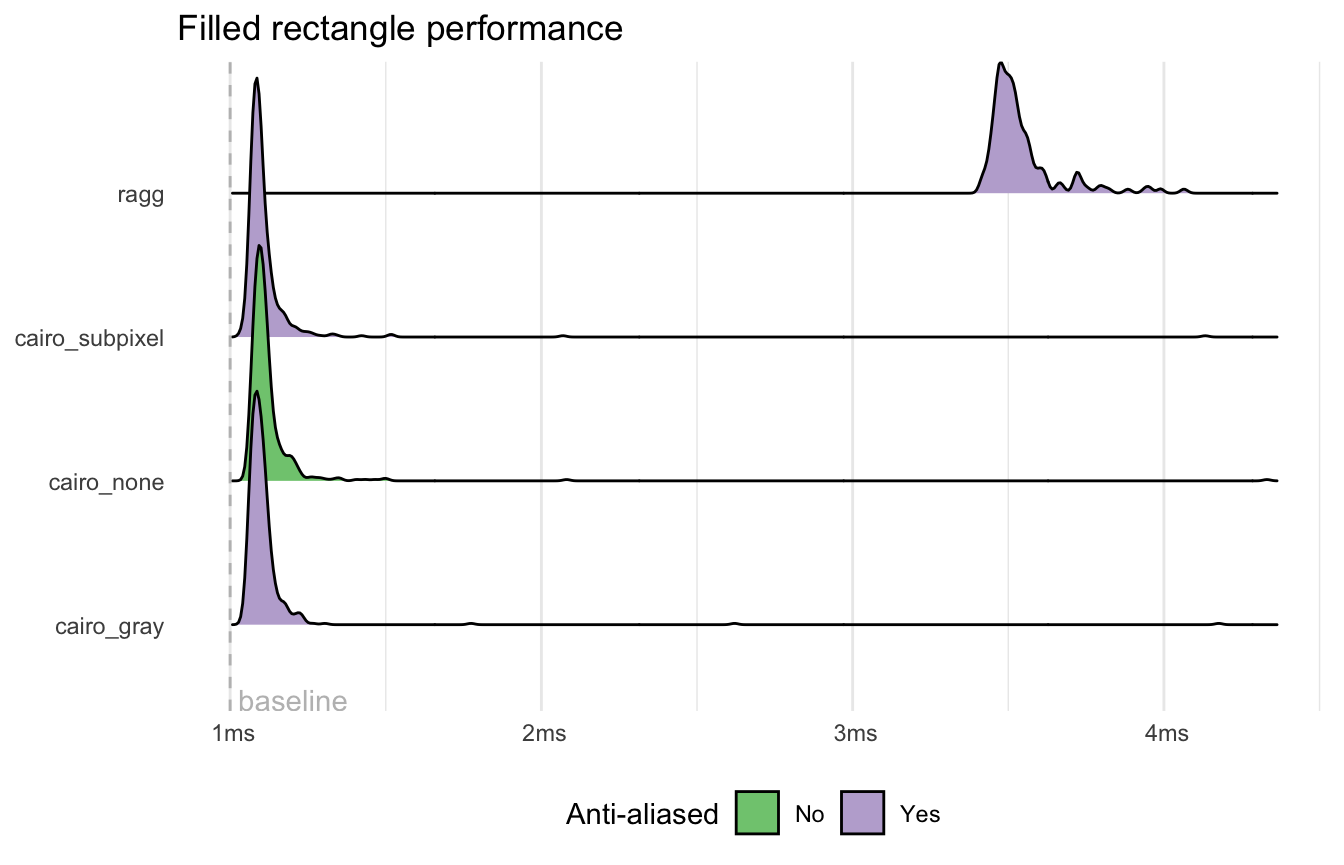 Filled rectangle performance
ragg
cairo_subpixel
cairo_none
cairo_gray
baseline
1ms 2ms 3ms 4ms
Anti-aliased No Yes